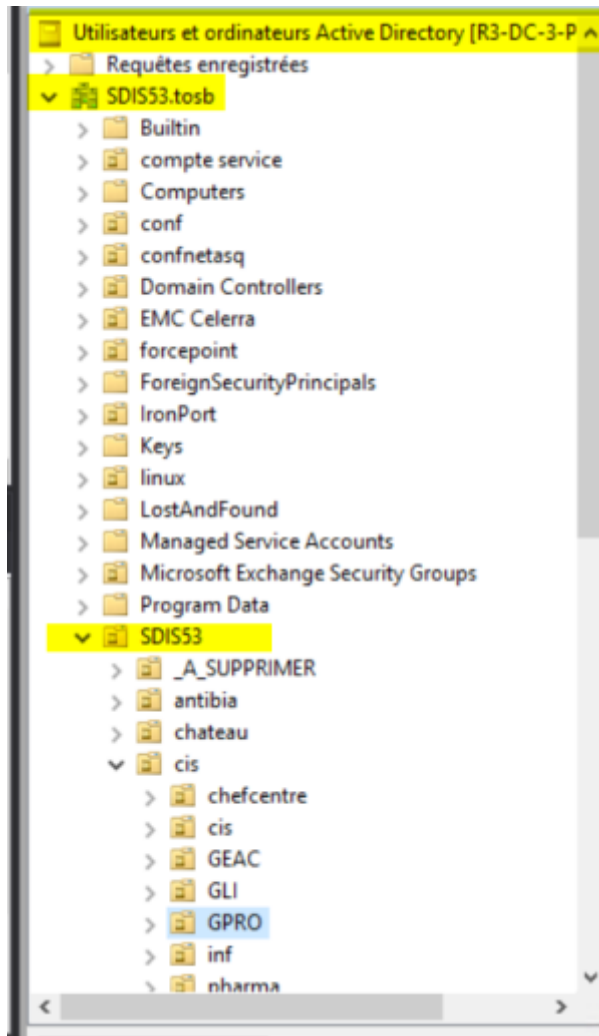 Utilisateurs et ordinateurs Active Directory [R3-DC-3-P
Requêtes enregistrées
SDIS53.tosb
Builtin
compte service
Computers
conf
confnetasq
Domain Controllers
EMC Celerra
forcepoint
ForeignSecurityPrincipals
IronPort
Keys
linux
LostAndFound
Managed Service Accounts
Microsoft Exchange Security Groups
Program Data
SDIS53
_A_SUPPRIMER
antibia
chateau
cis
chefcentre
cis
GEAC
GLI
GPRO
inf
pharma